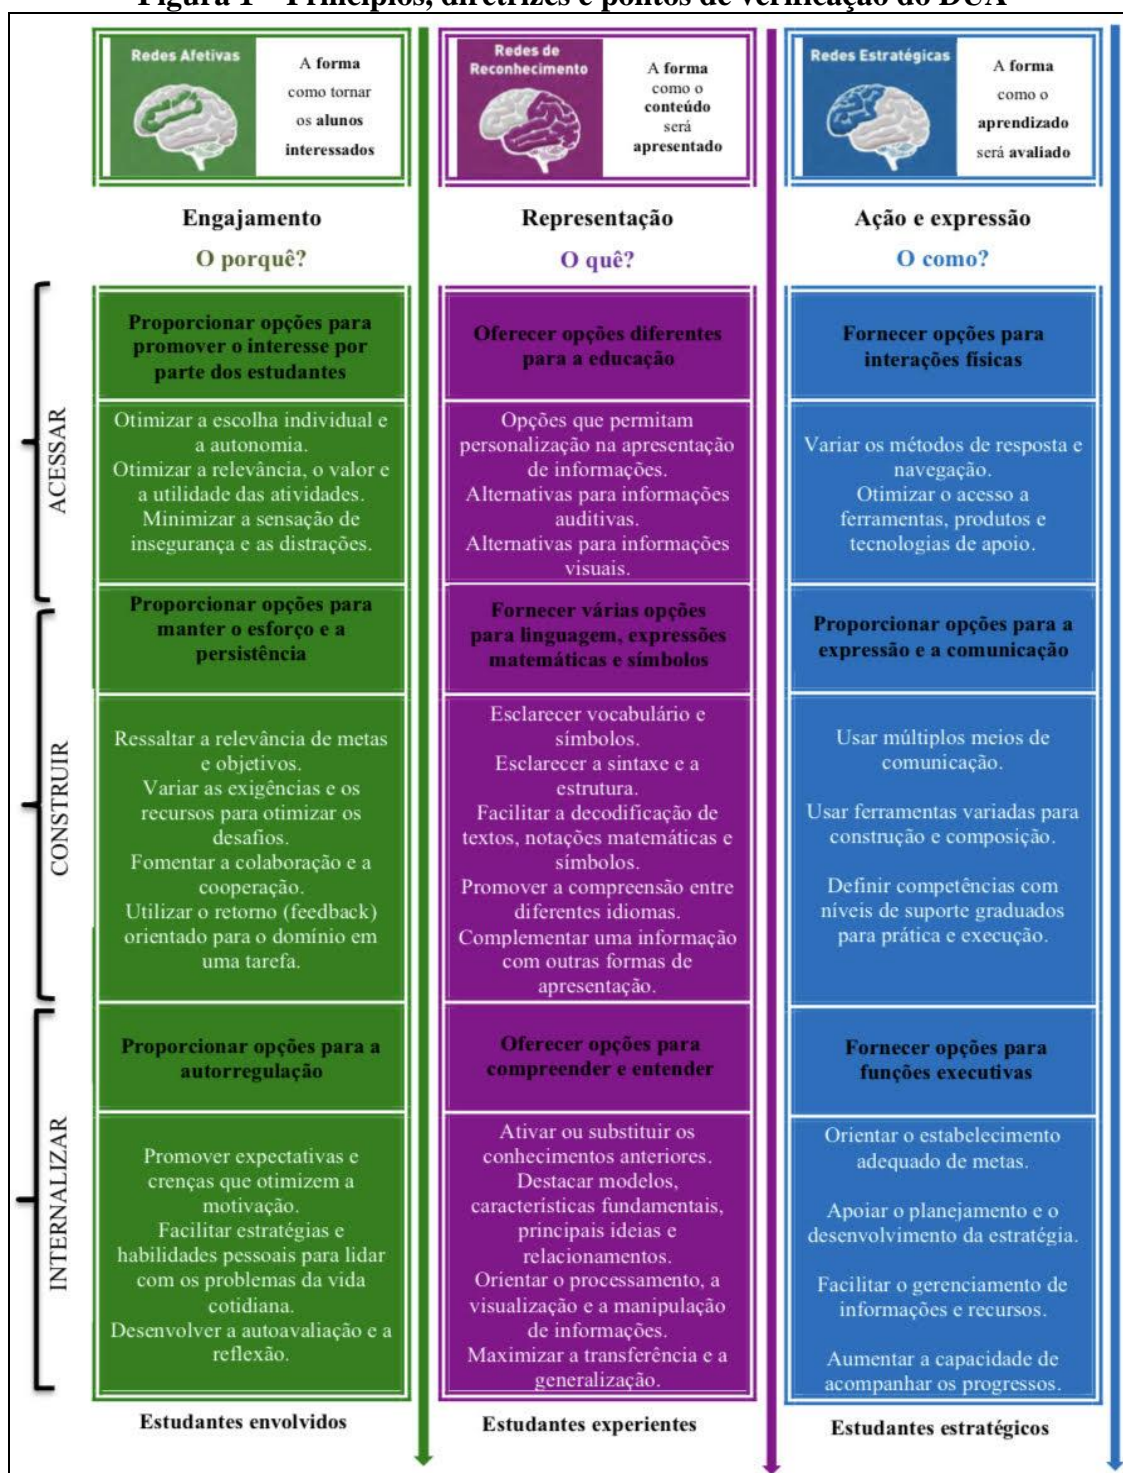 Figura 1 – Princípios, diretrizes e pontos de verificação do DUA
Redes Afetivas
A forma
como tornar
os alunos
interessados
Engajamento
O porquê?
Redes de
Reconhecimento
A forma
como o
conteúdo
será
apresentado
Representação
O quê?
Redes Estratégicas
A forma
como o
aprendizado
será avaliado
Ação e expressão
O como?
ACESSAR
Proporcionar opções para
promover o interesse por
parte dos estudantes
Otimizar a escolha individual e
a autonomia.
Otimizar a relevância, o valor e
a utilidade das atividades.
Minimizar a sensação de
insegurança e as distrações.
Oferecer opções diferentes
para a educação
Opções que permitam
personalização na apresentação
de informações.
Alternativas para informações
auditivas.
Alternativas para informações
visuais.
Fornecer opções para
interações físicas
Variar os métodos de resposta e
navegação.
Otimizar o acesso a
ferramentas, produtos e
tecnologias de apoio.
CONSTRUIR
Proporcionar opções para
manter o esforço e a
persistência
Ressaltar a relevância de metas
e objetivos.
Variar as exigências e os
recursos para otimizar os
desafios.
Fomentar a colaboração e a
cooperação.
Utilizar o retorno (feedback)
orientado para o domínio em
uma tarefa.
Fornecer várias opções
para linguagem, expressões
matemáticas e símbolos
Esclarecer vocabulário e
símbolos.
Esclarecer a sintaxe e a
estrutura.
Facilitar a decodificação de
textos, notações matemáticas e
símbolos.
Promover a compreensão entre
diferentes idiomas.
Complementar uma informação
com outras formas de
apresentação.
Proporcionar opções para a
expressão e a comunicação
Usar múltiplos meios de
comunicação.
Usar ferramentas variadas para
construção e composição.
Definir competências com
níveis de suporte graduados
para prática e execução.
INTERNALIZAR
Proporcionar opções para a
autorregulação
Promover expectativas e
crenças que otimizem a
motivação.
Facilitar estratégias e
habilidades pessoais para lidar
com os problemas da vida
cotidiana.
Desenvolver a autoavaliação e a
reflexão.
Oferecer opções para
compreender e entender
Ativar ou substituir os
conhecimentos anteriores.
Destacar modelos,
características fundamentais,
principais ideias e
relacionamentos.
Orientar o processamento, a
visualização e a manipulação
de informações.
Maximizar a transferência e a
generalização.
Fornecer opções para
funções executivas
Orientar o estabelecimento
adequado de metas.
Apoiar o planejamento e o
desenvolvimento da estratégia.
Facilitar o gerenciamento de
informações e recursos.
Aumentar a capacidade de
acompanhar os progressos.
Estudantes envolvidos
Estudantes experientes
Estudantes estratégicos